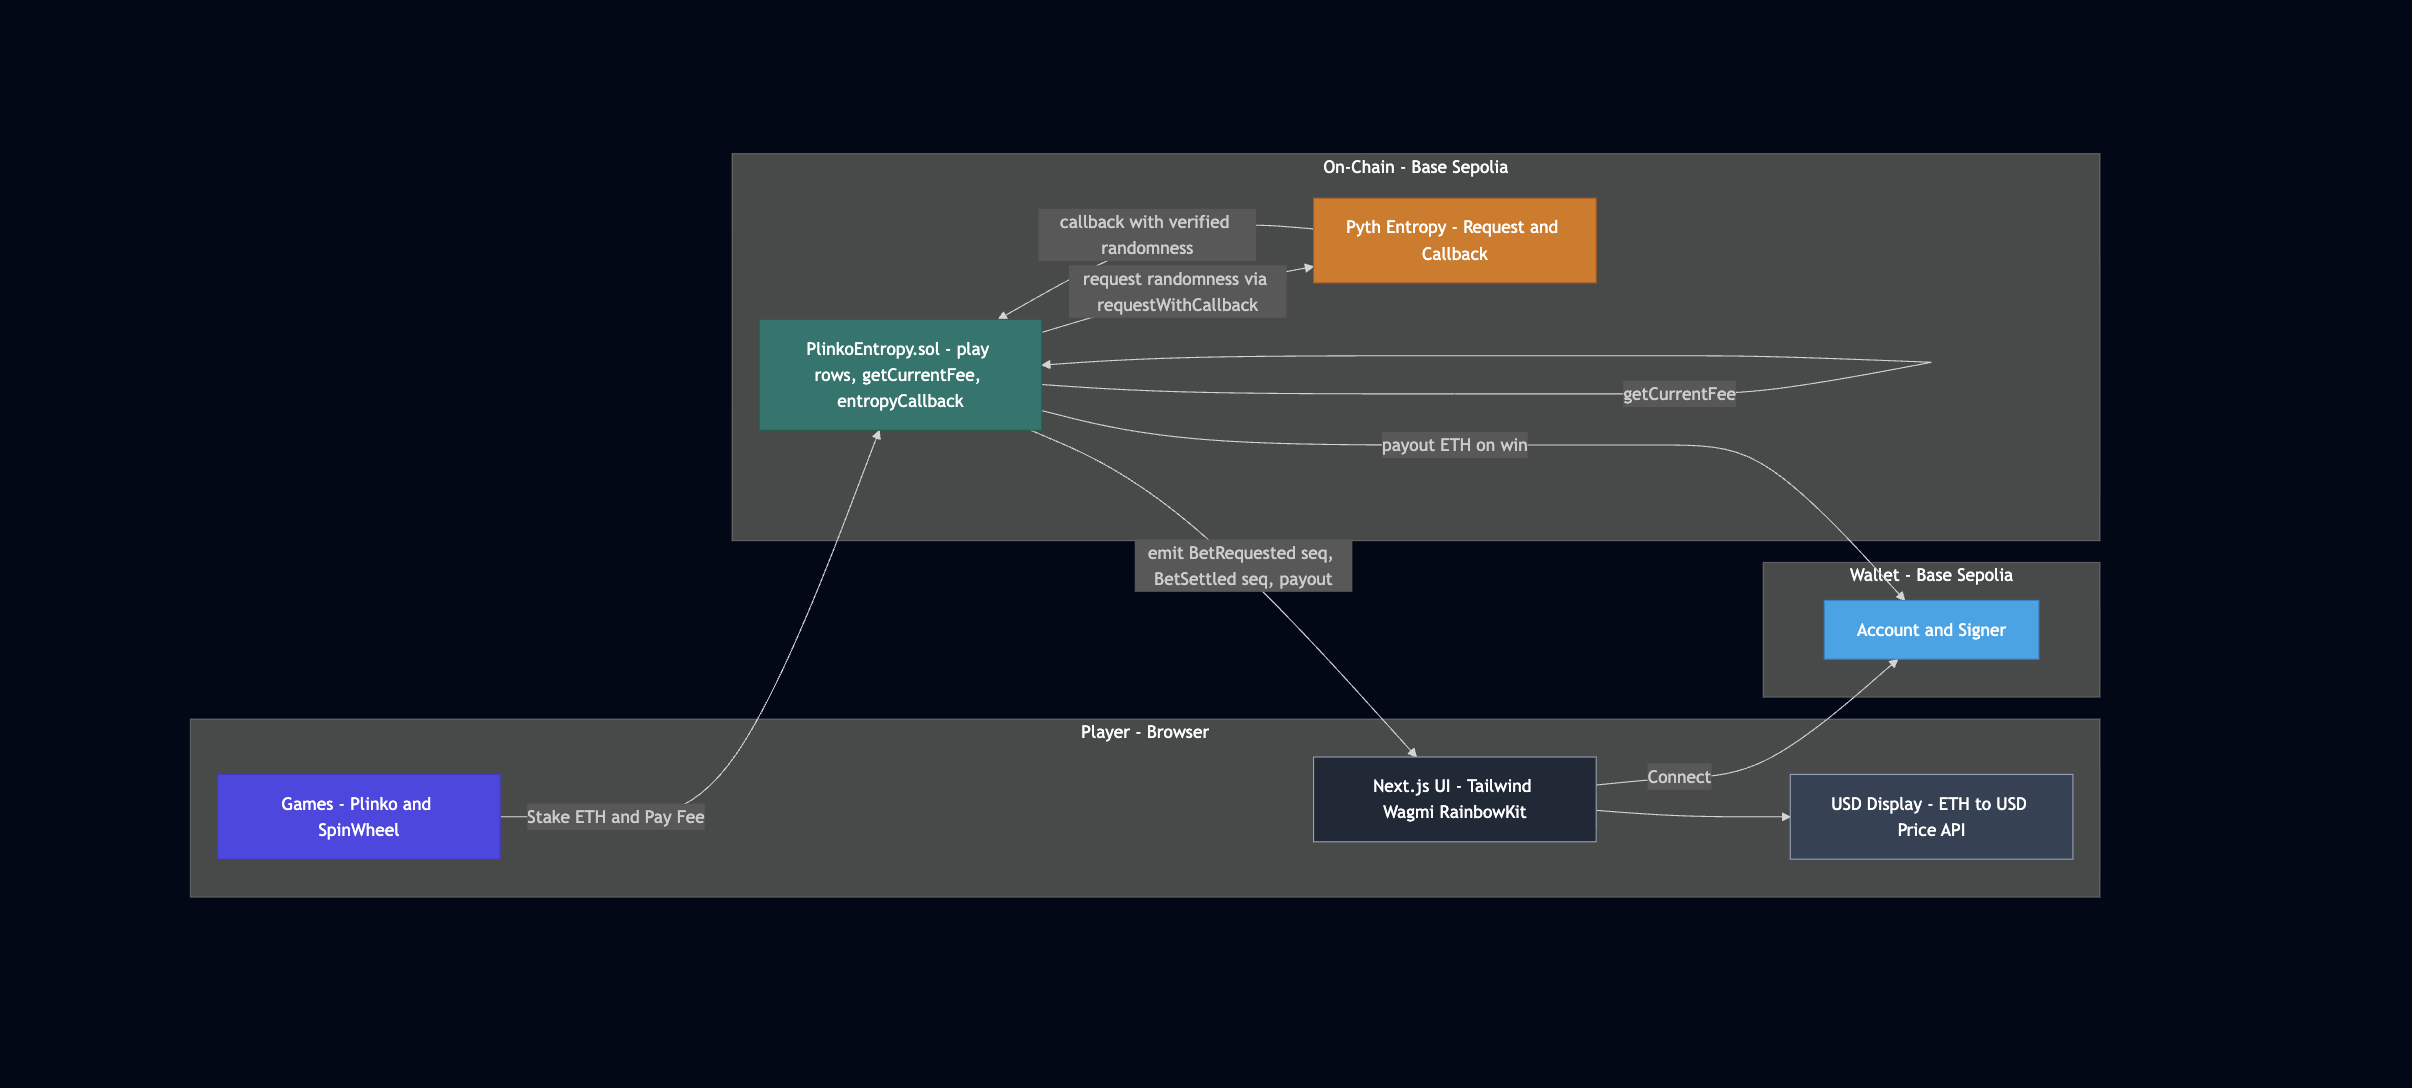 On-Chain - Base Sepolia
callback with verified
randomness
Pyth Entropy - Request and
Callback
request randomness via
requestWithCallback
PlinkoEntropy.sol - play
rows, getCurrentFee,
entropyCallback
getCurrentFee
payout ETH on win
emit BetRequested seq,
BetSettled seq, payout
Wallet - Base Sepolia
Account and Signer
Player - Browser
Games - Plinko and
SpinWheel
Stake ETH and Pay Fee
Next.js UI - Tailwind
Wagmi RainbowKit
Connect
USD Display - ETH to USD
Price API